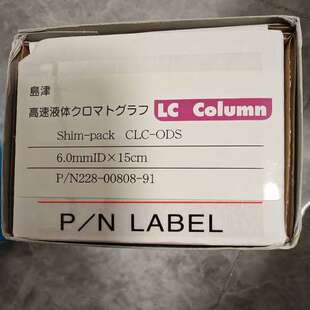 島津
高速液体クロマトグラフ LC Column
Shim-pack CLC-ODS
6.0mmID×15cm
P/N228-00808-91
P/N LABEL